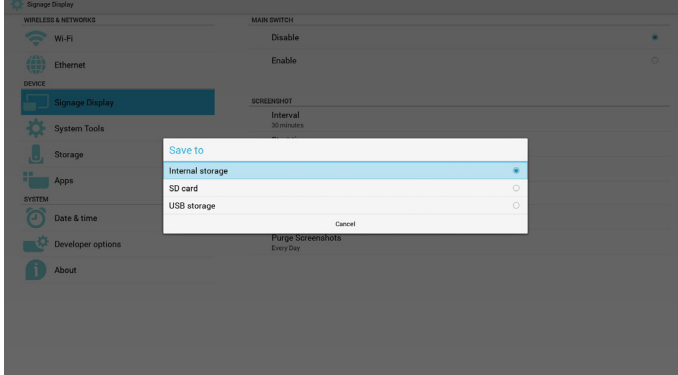 Signage Display
WIRELESS & NETWORKS
Wi-Fi
Ethernet
DEVICE
Signage Display
System Tools
Storage
Apps
SYSTEM
Date & time
Developer options
About
MAIN SWITCH
Disable
Enable
SCREENSHOT
Interval
30 minutes
Save to
Internal storage
SD card
USB storage
Cancel
Purge Screenshots
Every Day